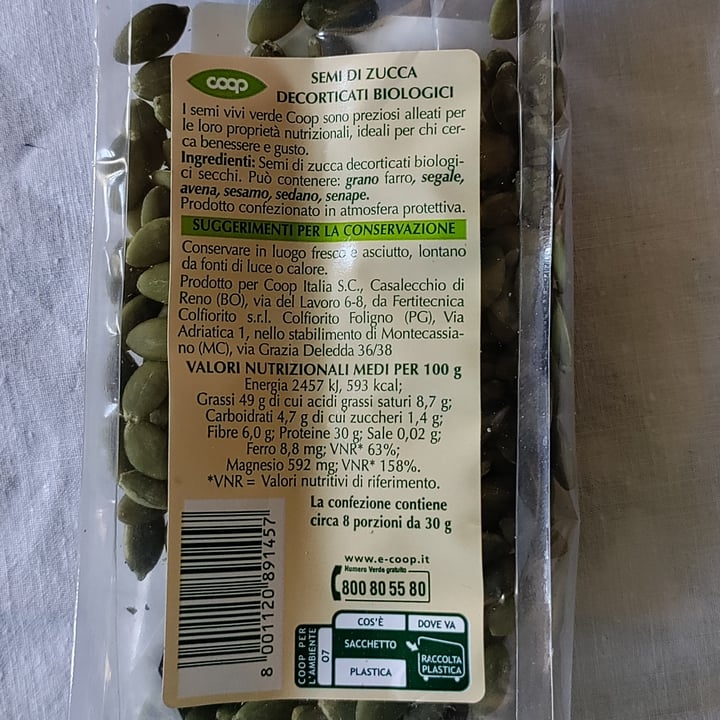 coop
SEMI DI ZUCCA
DECORTICATI BIOLOGICI
I semi vivi verde Coop sono preziosi alleati per
le loro proprietà nutrizionali, ideali per chi cer-
ca benessere e gusto.
Ingredienti: Semi di zucca decorticati biologi-
ci secchi. Può contenere: grano farro, segale,
avena, sesamo, sedano, senape.
Prodotto confezionato in atmosfera protettiva.
SUGGERIMENTI PER LA CONSERVAZIONE
Conservare in luogo fresco e asciutto, lontano
da fonti di luce o calore.
Prodotto per Coop Italia S.C., Casalecchio di
Reno (BO), via del Lavoro 6-8, da Fertitecnica
Colfiorito s.r.l. Colfiorito Foligno (PG), Via
Adriatica 1, nello stabilimento di Montecassia-
no (MC), via Grazia Deledda 36/38
VALORI NUTRIZIONALI MEDI PER 100 g
Energia 2457 kJ, 593 kcal;
Grassi 49 g di cui acidi grassi saturi 8,7 g;
Carboidrati 4,7 g di cui zuccheri 1,4 g;
Fibre 6,0 g; Proteine 30 g; Sale 0,02 g;
Ferro 8,8 mg; VNR* 63%;
Magnesio 592 mg; VNR* 158%.
*VNR = Valori nutritivi di riferimento.
La confezione contiene
circa 8 porzioni da 30 g
www.e-coop.it
Numero Verde gratuito
800 80 55 80
8 001120 891457
COOP PER
L'AMBIENTE
07
COS'È
DOVE VA
SACCHETTO
PLASTICA
RACCOLTA
PLASTICA